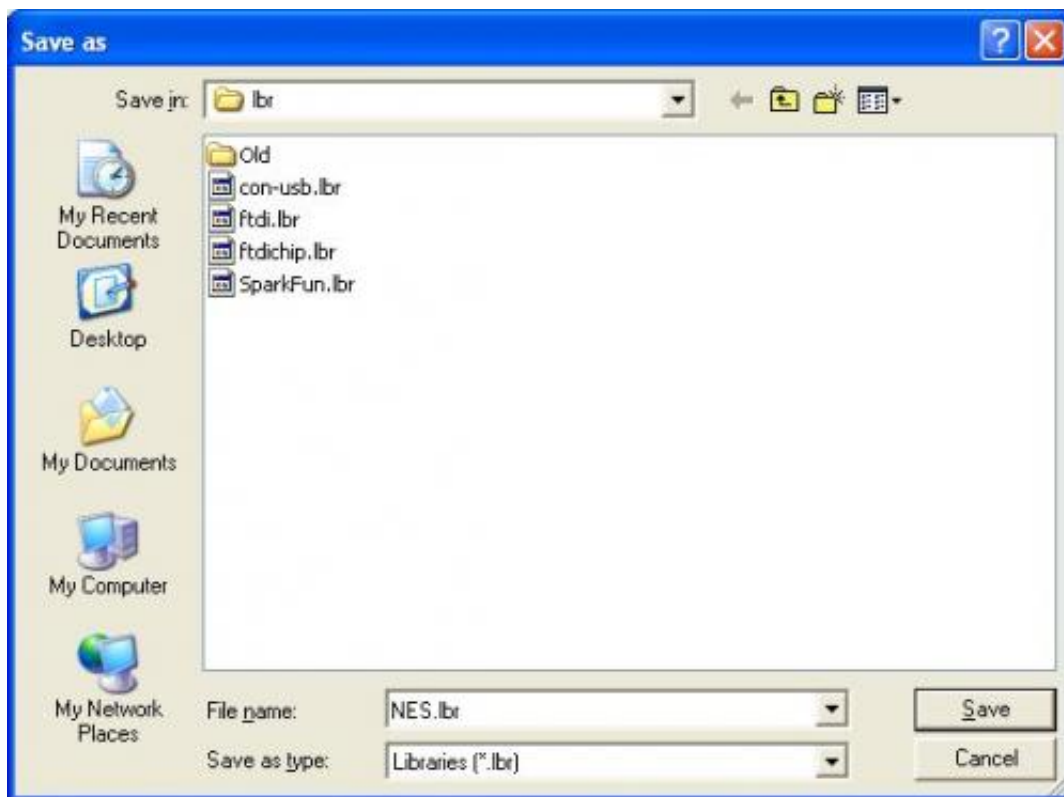 Save as
Save in:
lbr
Old
con-usb.lbr
ftdi.lbr
ftdichip.lbr
SparkFun.lbr
My Recent
Documents
Desktop
My Documents
My Computer
My Network
Places
File name:
NES.lbr
Save
Save as type:
Libraries (*.lbr)
Cancel